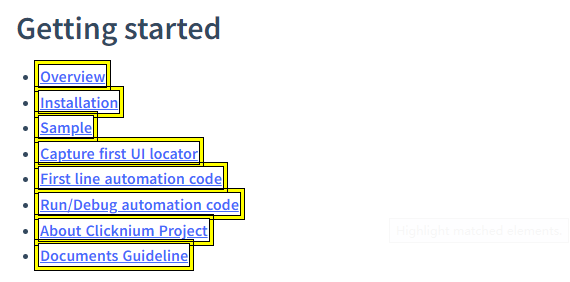 Getting started
Overview
Installation
Sample
Capture first UI locator
First line automation code
Run/Debug automation code
About Clicknium Project
Highlight matched elements.
Documents Guideline